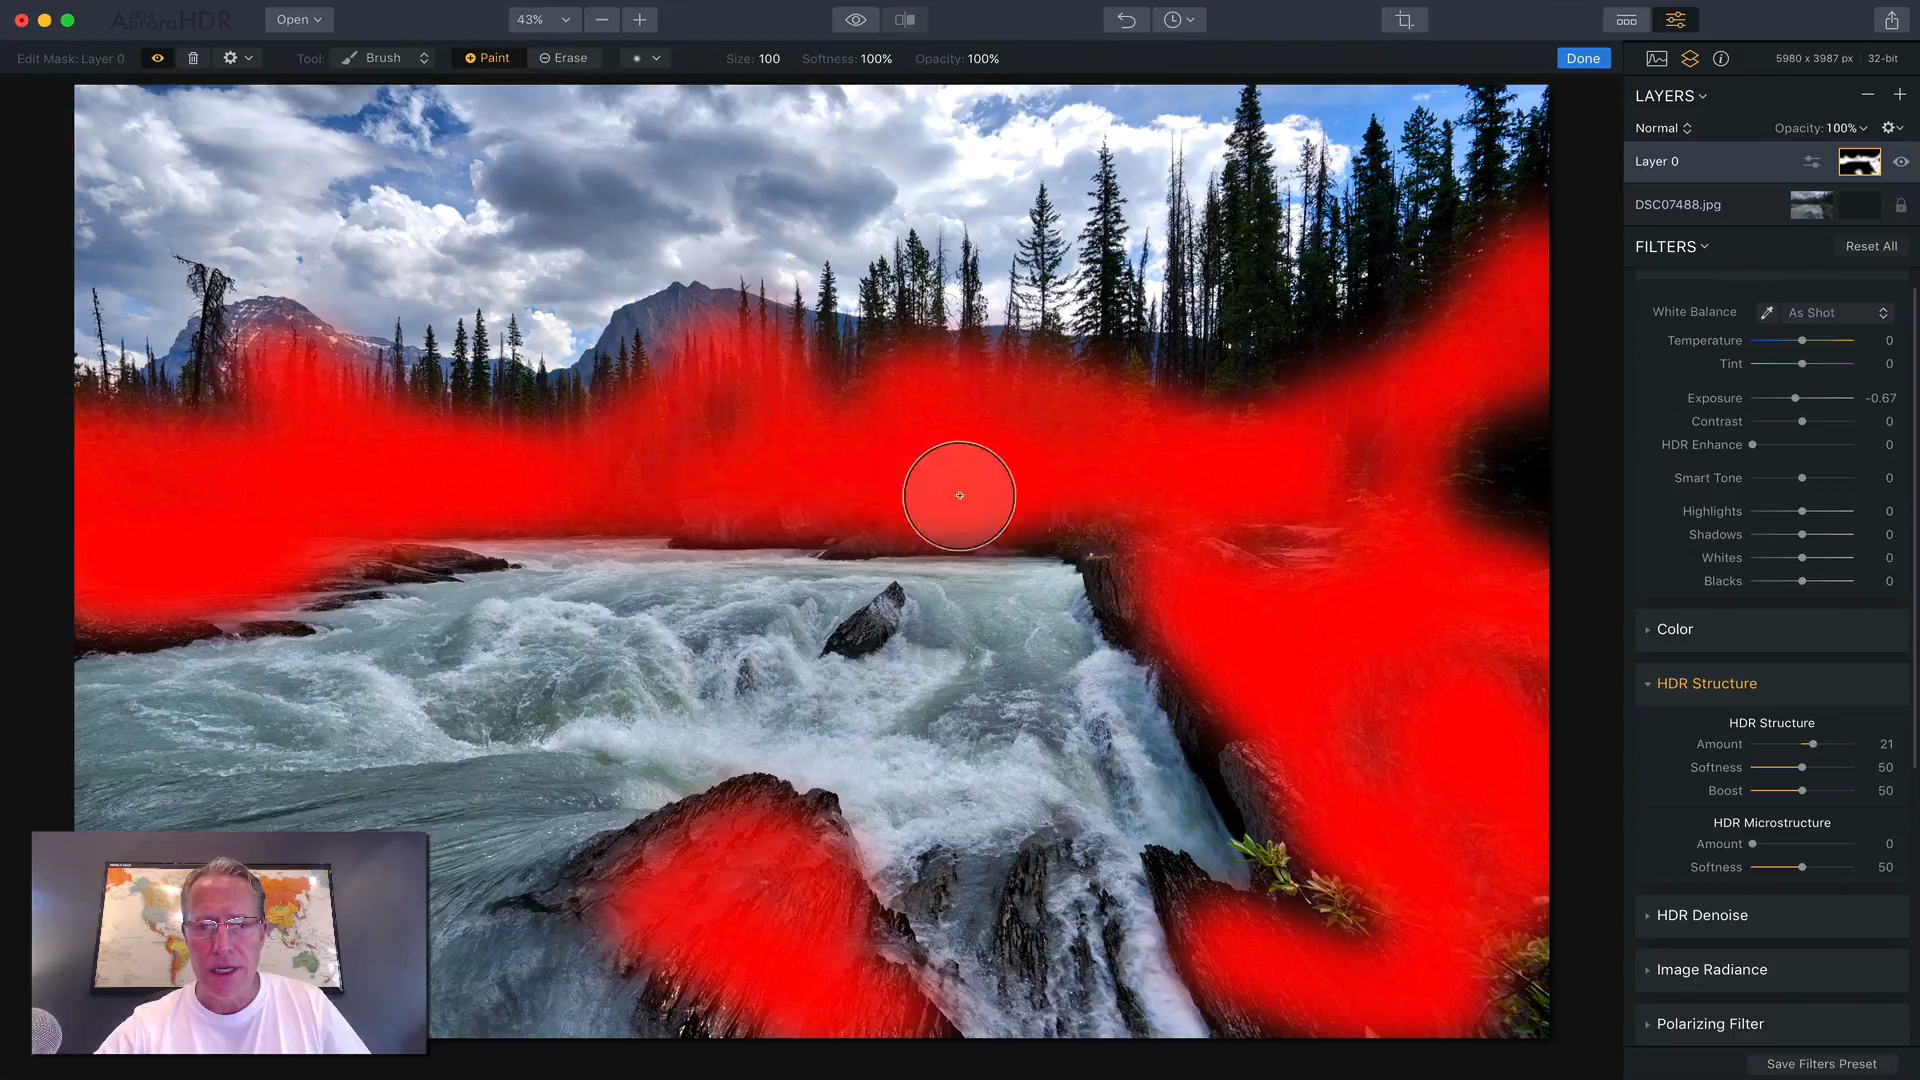 2018
AuroraHDR
Open
43%
Edit Mask: Layer 0
Tool:
Brush
Paint
Erase
Size: 100
Softness: 100%
Opacity: 100%
Done
5980 x 3987 px
32-bit
LAYERS
Normal
Opacity: 100%
Layer 0
DSC07488.jpg
FILTERS
Reset All
White Balance
As Shot
Temperature 0
Tint 0
Exposure -0.67
Contrast 0
HDR Enhance 0
Smart Tone 0
Highlights 0
Shadows 0
Whites 0
Blacks 0
Color
HDR Structure
HDR Structure
Amount 21
Softness 50
Boost 50
HDR Microstructure
Amount 0
Softness 50
HDR Denoise
Image Radiance
Polarizing Filter
Save Filters Preset